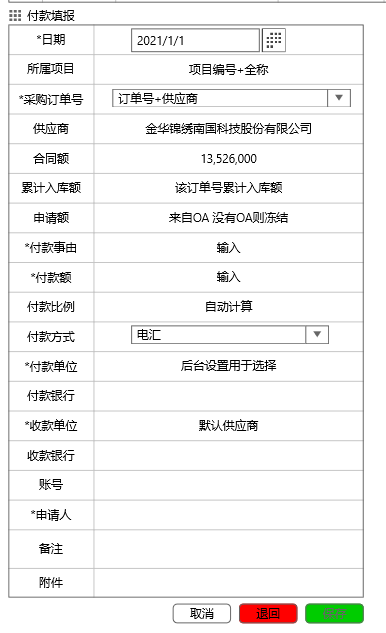 付款填报
*日期 2021/1/1
所属项目 项目编号+全称
*采购订单号 订单号+供应商
供应商 金华锦绣南国科技股份有限公司
合同额 13,526,000
累计入库额 该订单号累计入库额
申请额 来自OA 没有OA则冻结
*付款事由 输入
*付款额 输入
付款比例 自动计算
付款方式 电汇
*付款单位 后台设置用于选择
付款银行
*收款单位 默认供应商
收款银行
账号
*申请人
备注
附件
取消 退回